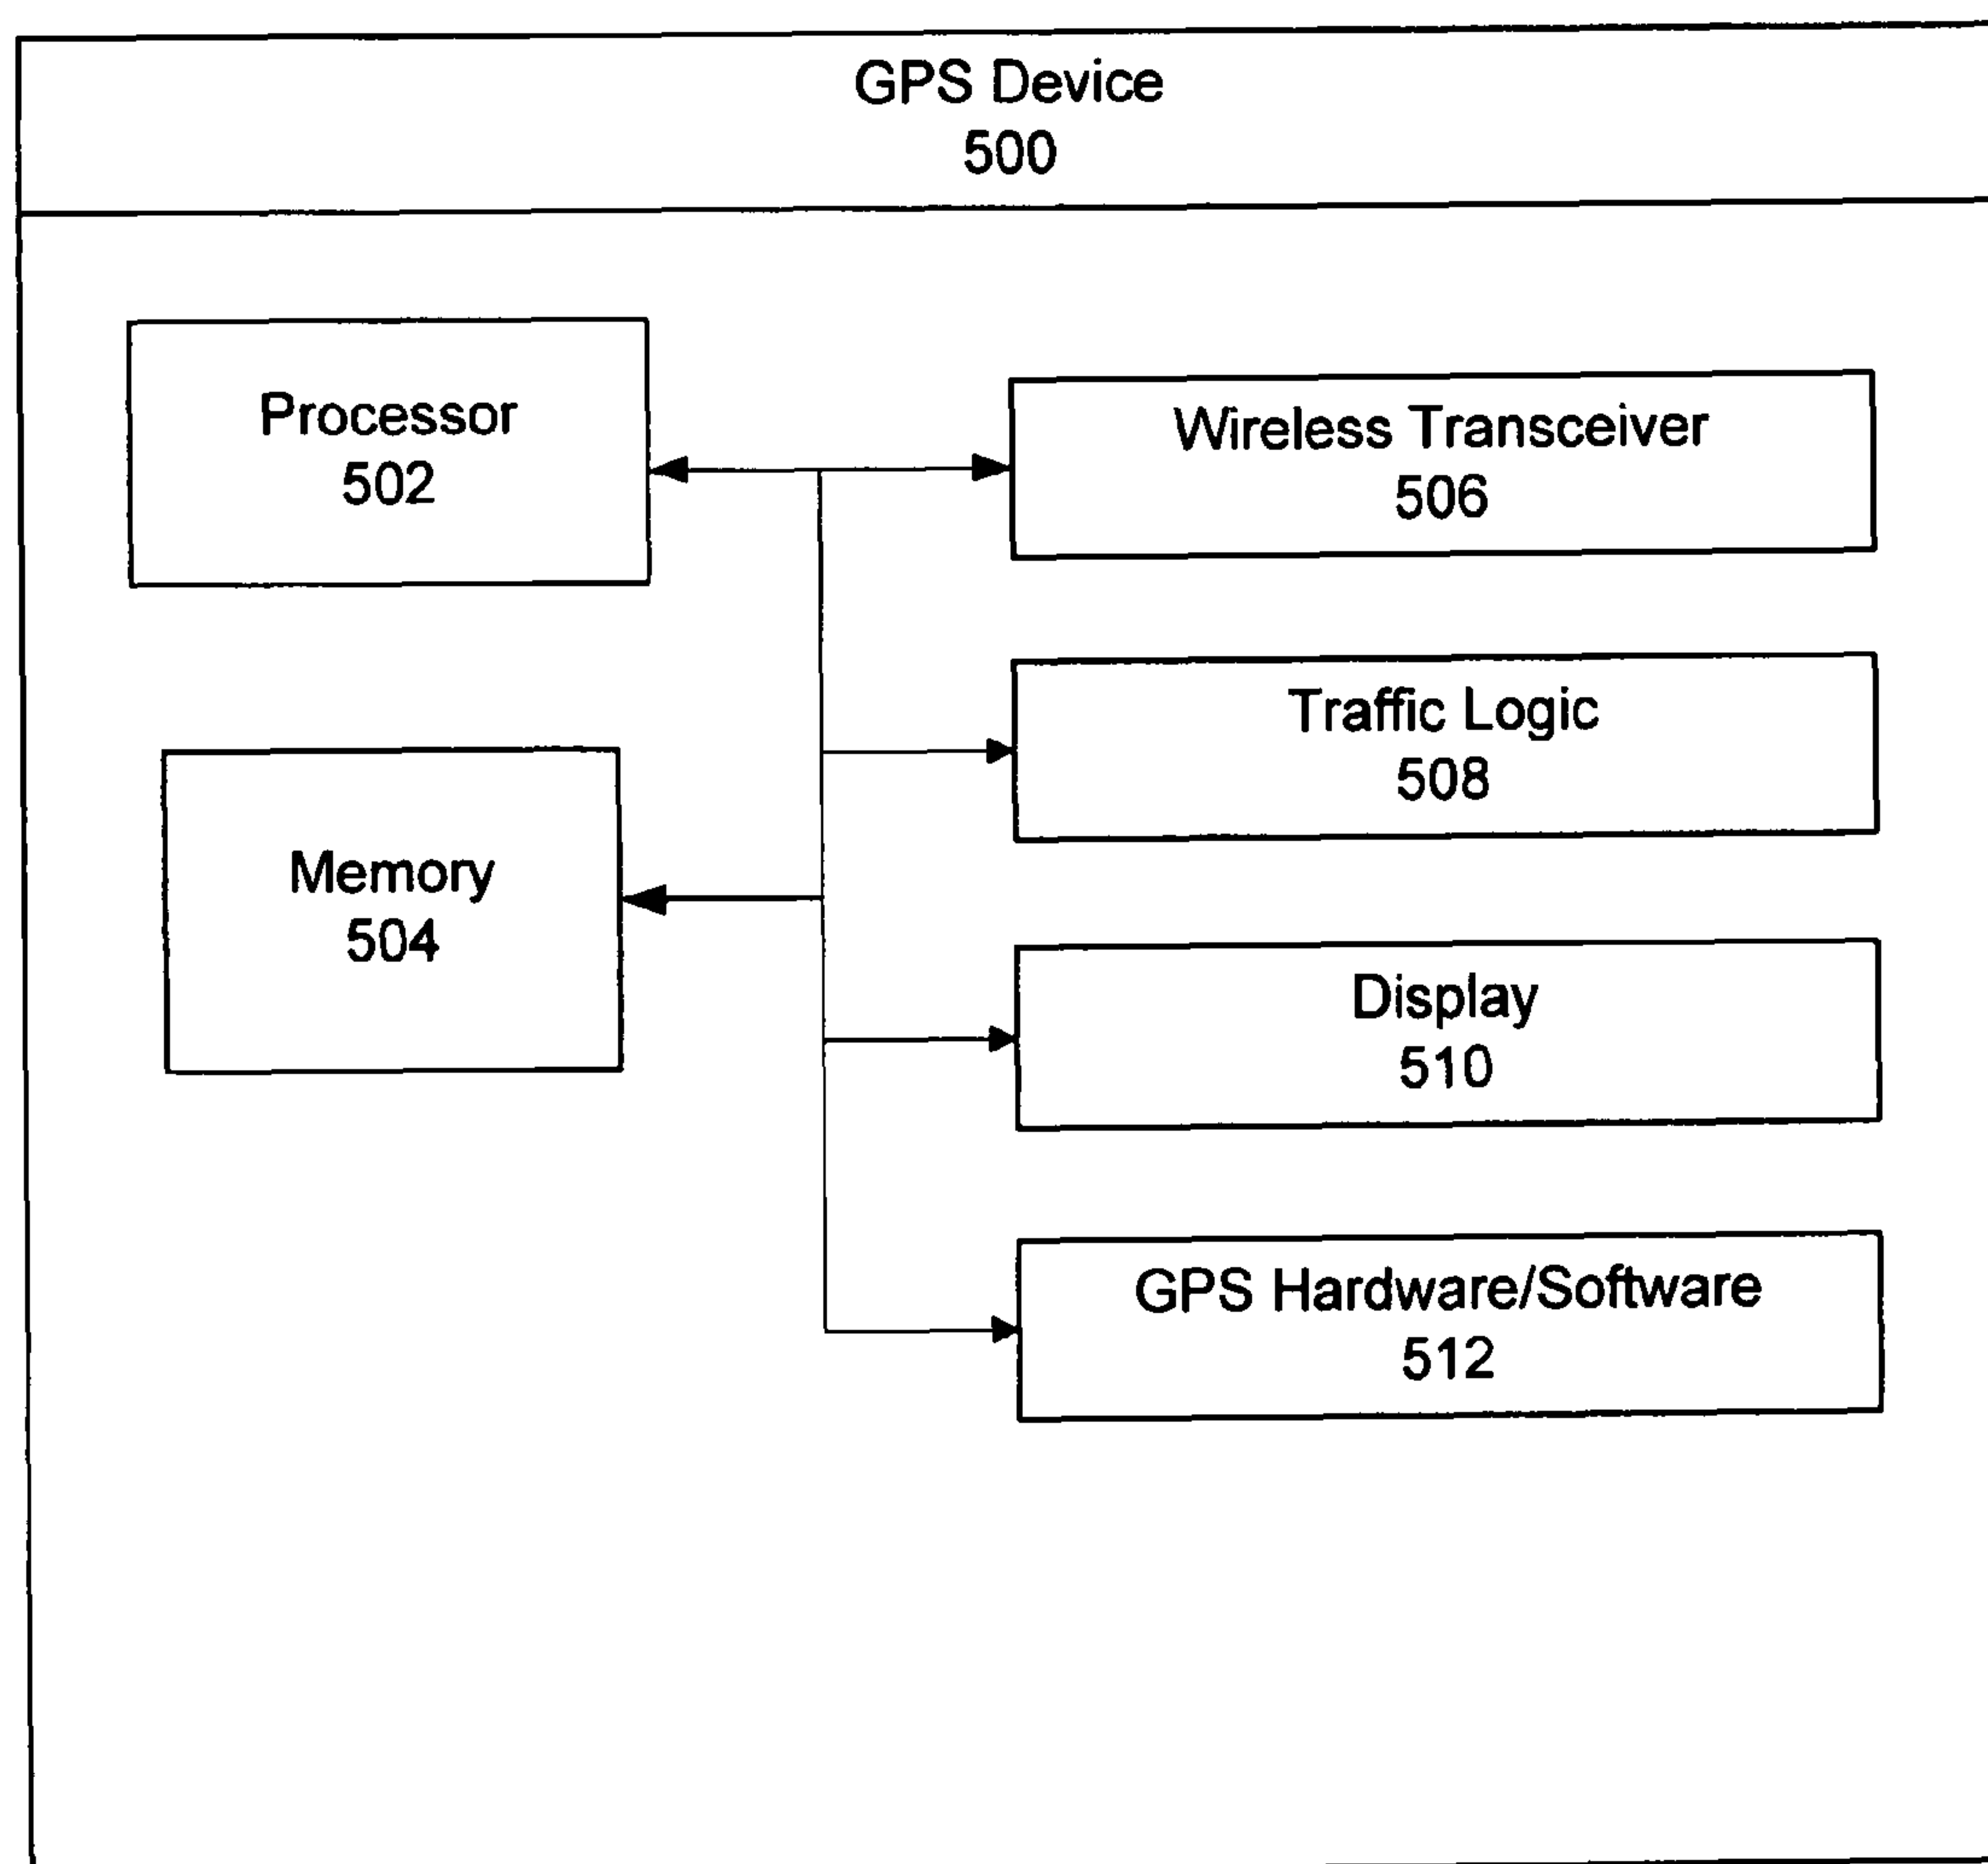 GPS Device
500
Processor
502
Wireless Transceiver
506
Traffic Logic
508
Memory
504
Display
510
GPS Hardware/Software
512